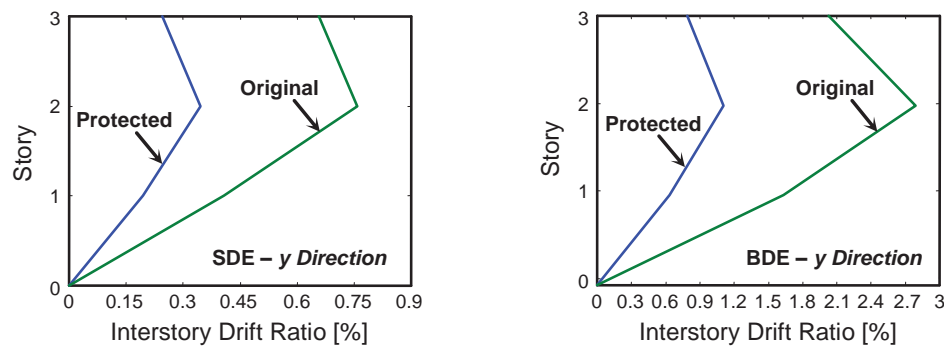 3
2
1
0
Story
Original
Protected
SDE – y Direction
0 0.15 0.3 0.45 0.6 0.75 0.9
Interstory Drift Ratio [%]
3
2
1
0
Story
Original
Protected
BDE – y Direction
0 0.3 0.6 0.9 1.2 1.5 1.8 2.1 2.4 2.7 3
Interstory Drift Ratio [%]